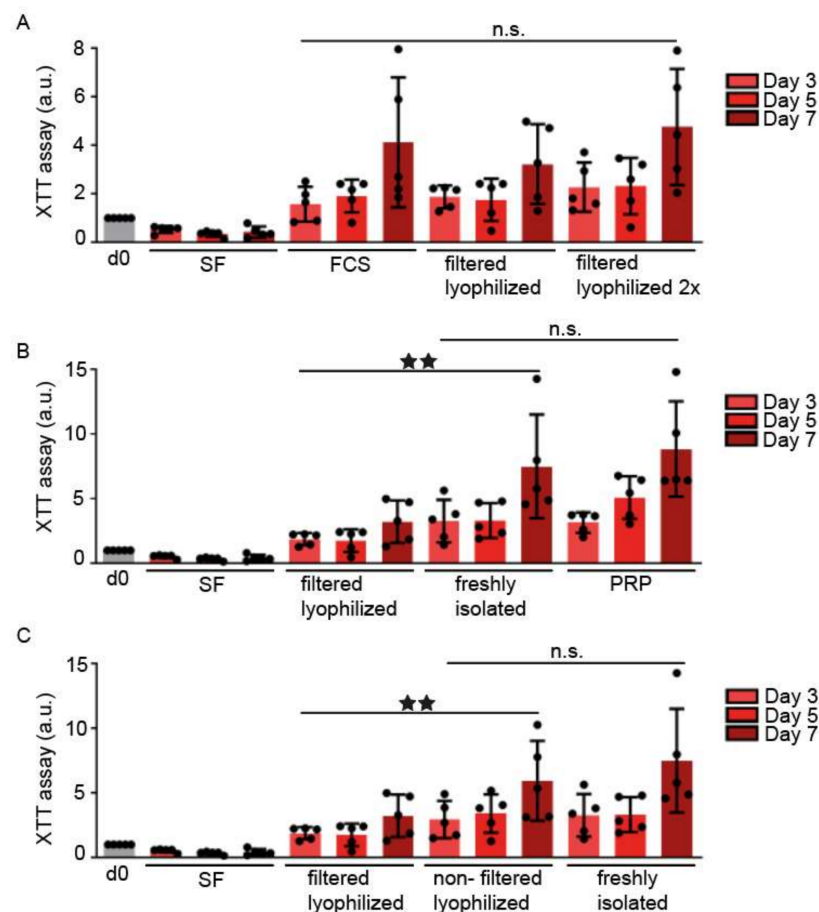 A
n.s.
8
6
4
2
0
XTT assay (a.u.)
Day 3
Day 5
Day 7
d0
SF
FCS
filtered
lyophilized
filtered
lyophilized 2x
n.s.
B
★★
15
10
5
0
XTT assay (a.u.)
Day 3
Day 5
Day 7
d0
SF
filtered
lyophilized
freshly
isolated
PRP
C
n.s.
★★
15
10
5
0
XTT assay (a.u.)
Day 3
Day 5
Day 7
d0
SF
filtered
lyophilized
non- filtered
lyophilized
freshly
isolated